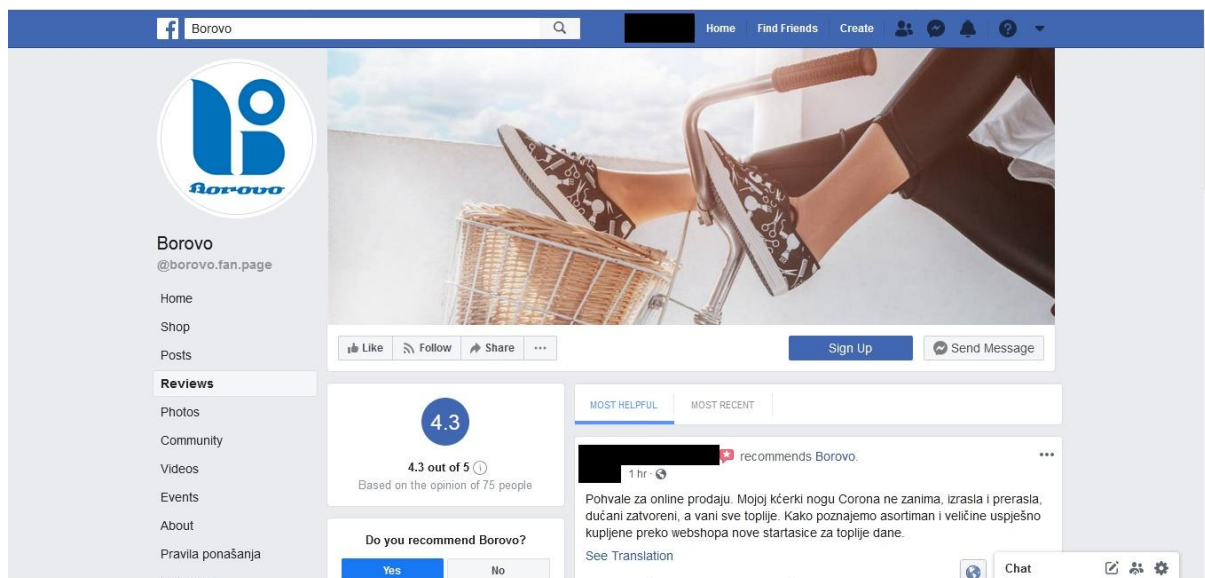 Borovo
Home Find Friends Create
Borovo
Borovo
@borovo.fan.page
Home
Shop
Posts
Reviews
Photos
Community
Videos
Events
About
Pravila ponašanja
Like Follow Share ...
Sign Up Send Message
4.3
4.3 out of 5
Based on the opinion of 75 people
Do you recommend Borovo?
Yes No
MOST HELPFUL MOST RECENT
recommends Borovo.
1 hr ·
Pohvale za online prodaju. Mojoj kćerki nogu Corona ne zanima, izrasla i prerasla,
dućani zatvoreni, a vani sve toplije. Kako poznajemo asortiman i veličine uspješno
kupljene preko webshopa nove startasice za toplije dane.
See Translation
Chat